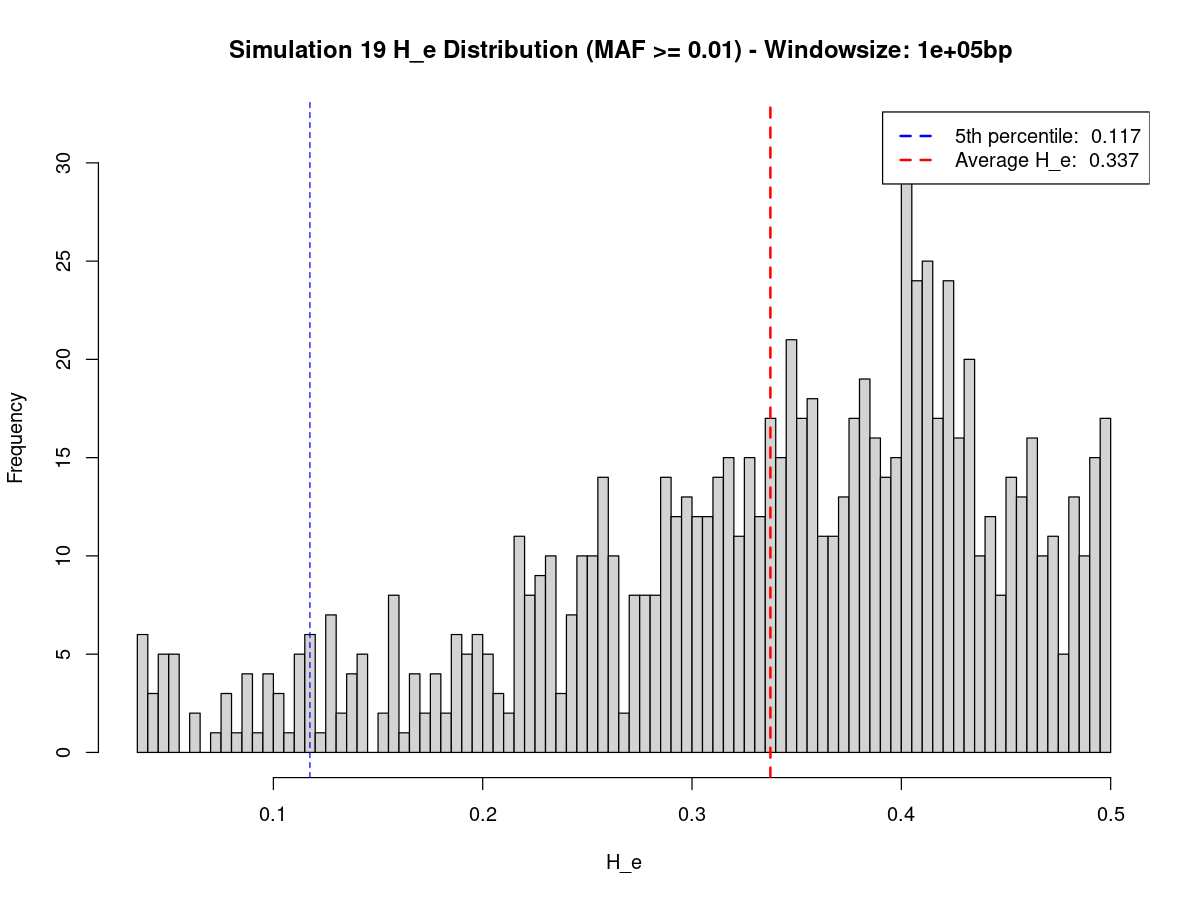 Simulation 19 H_e Distribution (MAF >= 0.01) - Windowsize: 1e+05bp
5th percentile: 0.117
Average H_e: 0.337
Frequency
30
25
20
15
10
5
0
0.1 0.2 0.3 0.4 0.5
H_e